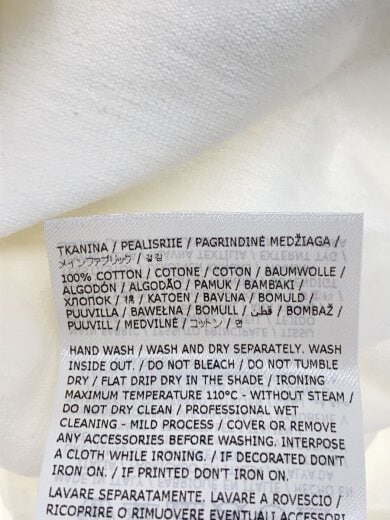 TKANINA / PEALISRIIE / PAGRINDINĖ MEDŽIAGA /
メインファブリック / 겉감
100% COTTON / COTONE / COTON / BAUMWOLLE /
ALGODÓN / ALGODÃO / PAMUK / BAMBAKI /
ХЛОПОК / 棉 / KATOEN / BAVLNA / BOMULD /
PUUVILLA / BAWEŁNA / BOMULL / قطن / BOMBAŽ /
PUUVILL / MEDVILNĖ / コットン / 면
HAND WASH / WASH AND DRY SEPARATELY. WASH
INSIDE OUT. / DO NOT BLEACH / DO NOT TUMBLE
DRY / FLAT DRIP DRY IN THE SHADE / IRONING
MAXIMUM TEMPERATURE 110°C - WITHOUT STEAM /
DO NOT DRY CLEAN / PROFESSIONAL WET
CLEANING - MILD PROCESS / COVER OR REMOVE
ANY ACCESSORIES BEFORE WASHING. INTERPOSE
A CLOTH WHILE IRONING. / IF DECORATED DON'T
IRON ON. / IF PRINTED DON'T IRON ON.
LAVARE SEPARATAMENTE. LAVARE A ROVESCIO /
RICOPRIRE O RIMUOVERE EVENTUALI ACCESSORI